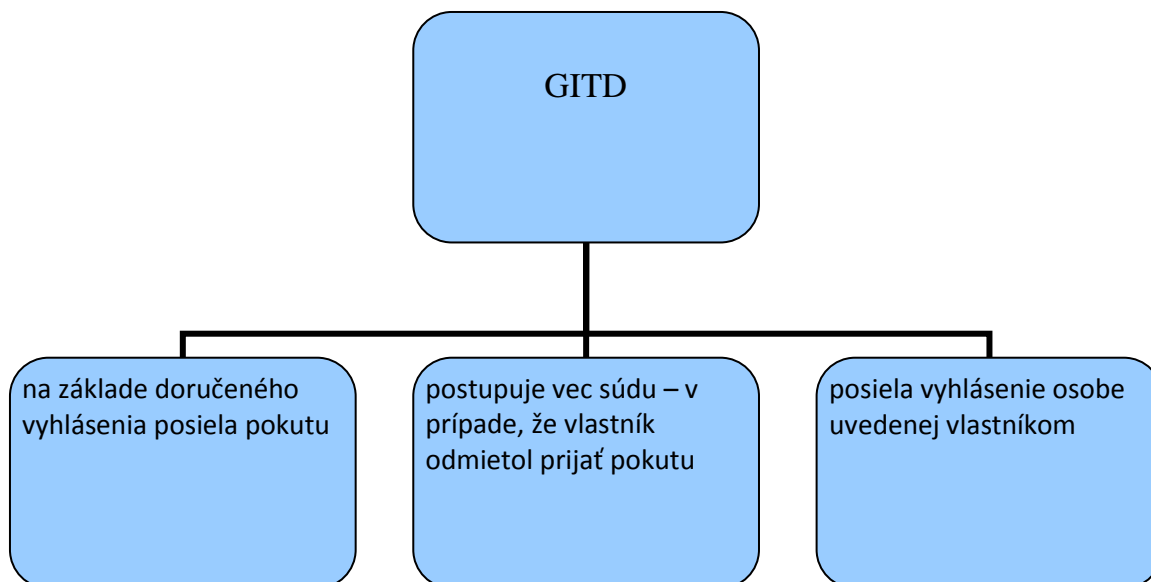 GITD
na základe doručeného
vyhlásenia posiela pokutu
postupuje vec súdu – v
prípade, že vlastník
odmietol prijať pokutu
posiela vyhlásenie osobe
uvedenej vlastníkom